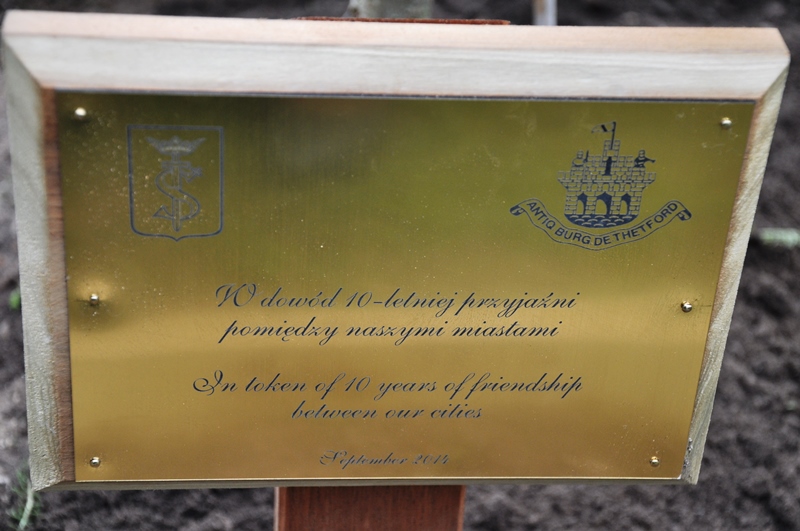 ANTIQ BURG DE THETFORD
W dowód 10-letniej przyjaźni
pomiędzy naszymi miastami
In token of 10 years of friendship
between our cities
September 2014